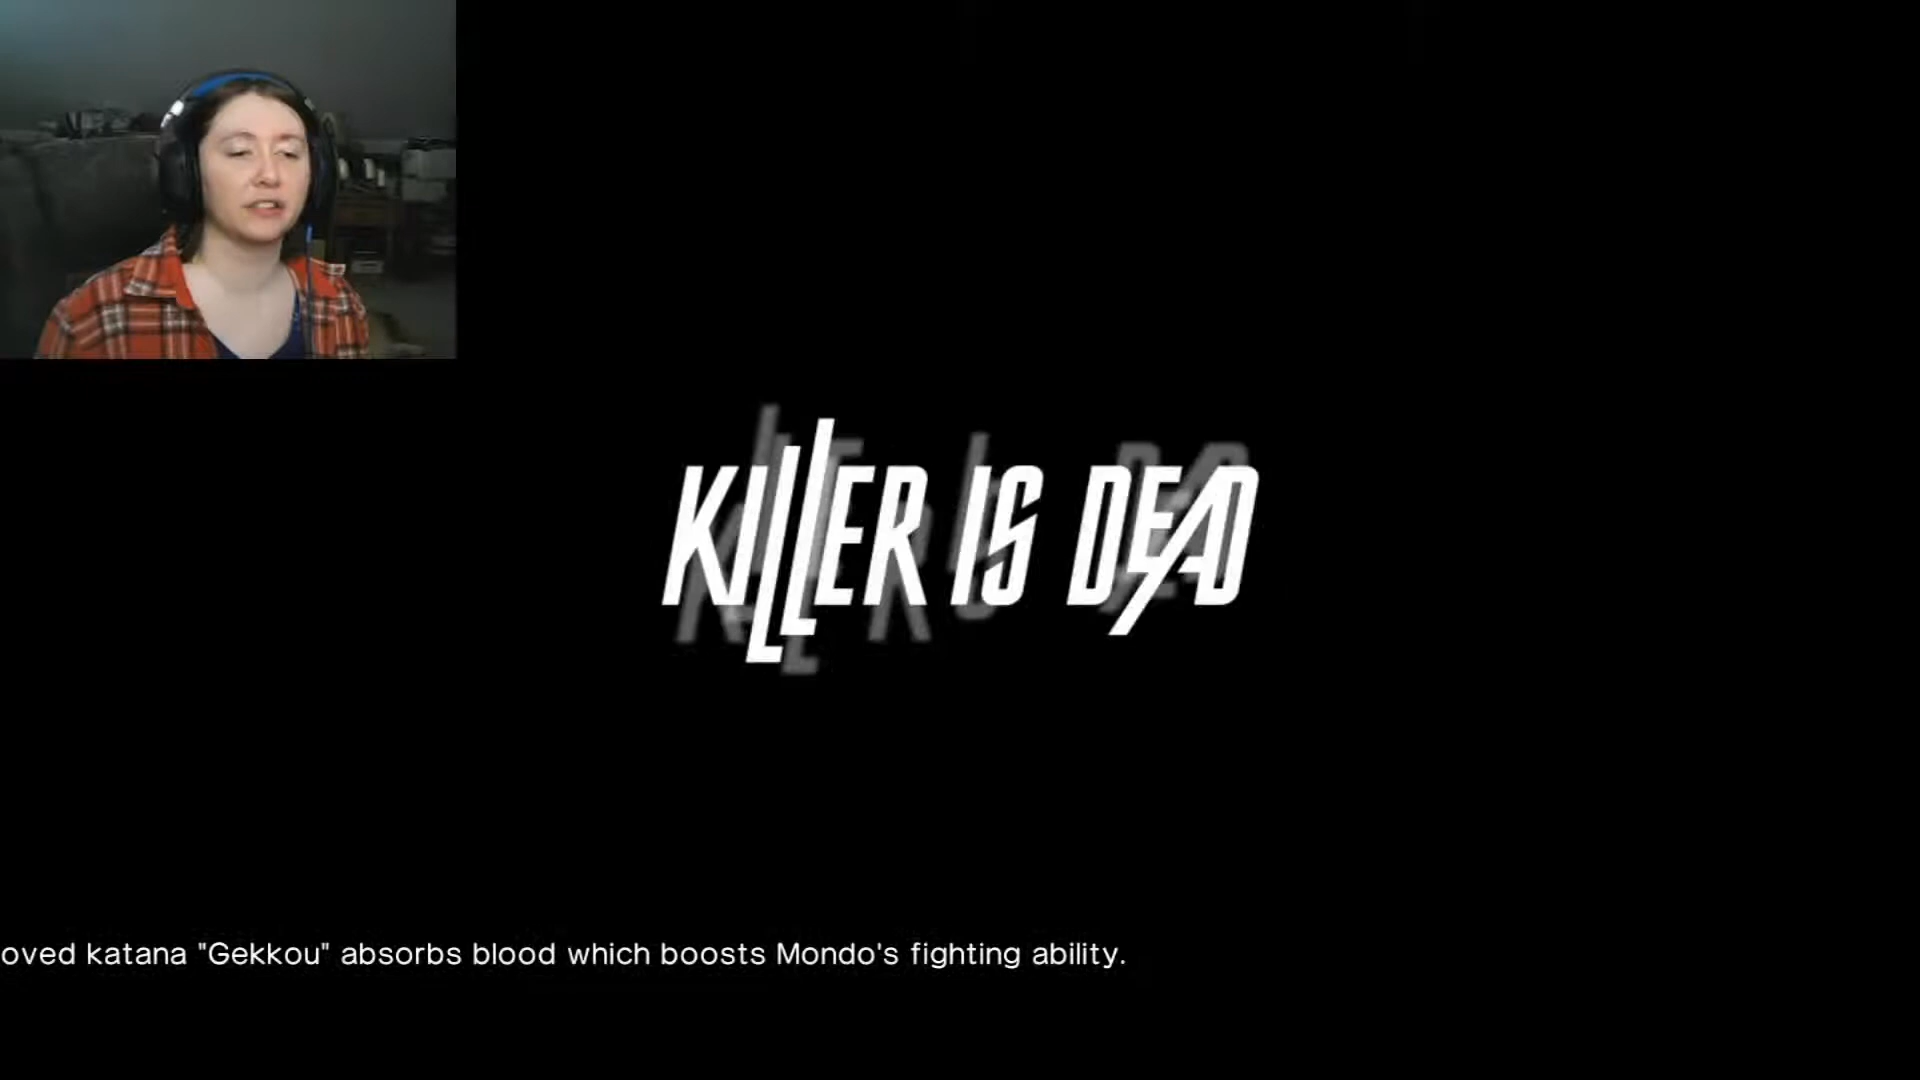 KILLER IS DEAD
oved katana "Gekkou" absorbs blood which boosts Mondo's fighting ability.